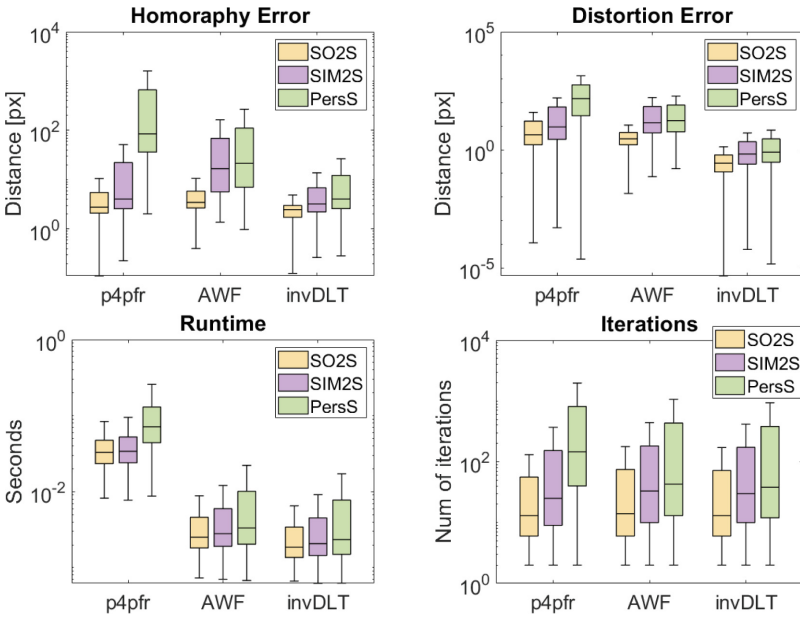 Homoraphy Error
10^4
10^2
10^0
Distance [px]
SO2S
SIM2S
PersS
p4pfr AWF invDLT
Distortion Error
10^5
10^0
10^-5
Distance [px]
SO2S
SIM2S
PersS
p4pfr AWF invDLT
Runtime
10^0
10^-2
Seconds
SO2S
SIM2S
PersS
p4pfr AWF invDLT
Iterations
10^4
10^2
10^0
Num of iterations
SO2S
SIM2S
PersS
p4pfr AWF invDLT